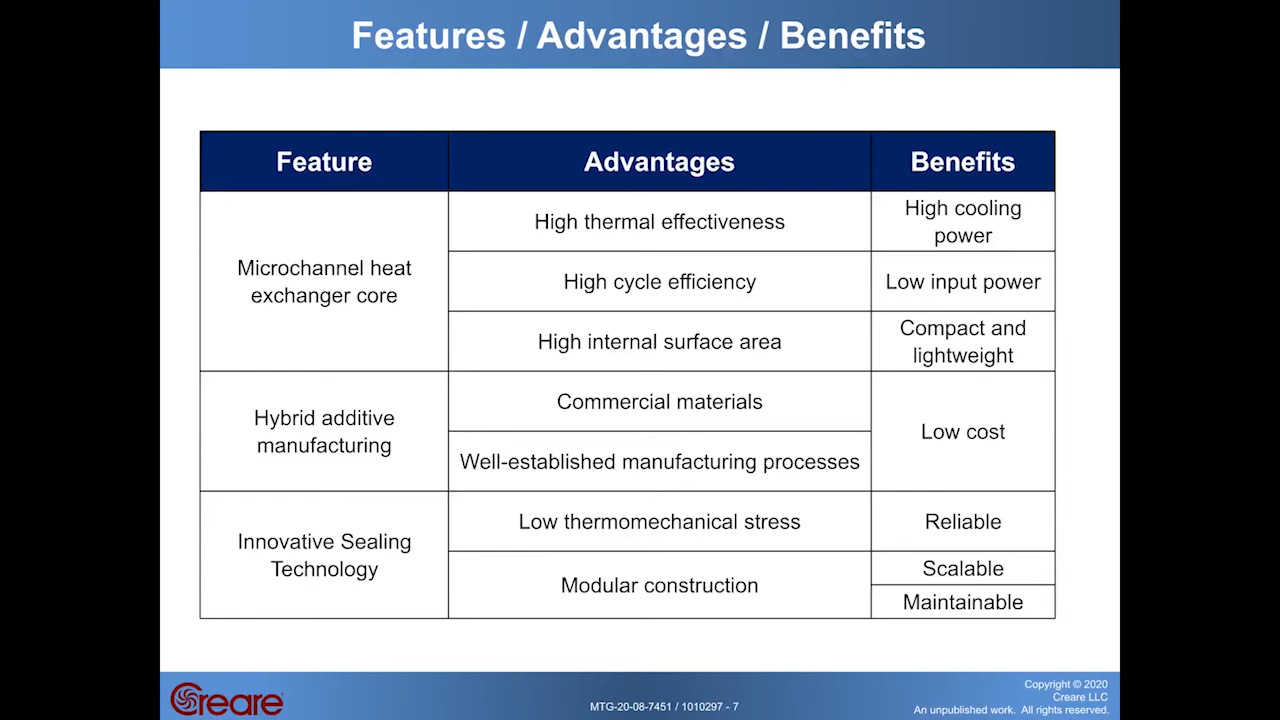 Features / Advantages / Benefits
Feature
Advantages
Benefits
Microchannel heat
exchanger core
High thermal effectiveness
High cooling
power
High cycle efficiency
Low input power
High internal surface area
Compact and
lightweight
Hybrid additive
manufacturing
Commercial materials
Well-established manufacturing processes
Low cost
Innovative Sealing
Technology
Low thermomechanical stress
Reliable
Modular construction
Scalable
Maintainable
Creare
MTG-20-08-7451 / 1010297 - 7
Copyright © 2020
Creare LLC
An unpublished work. All rights reserved.